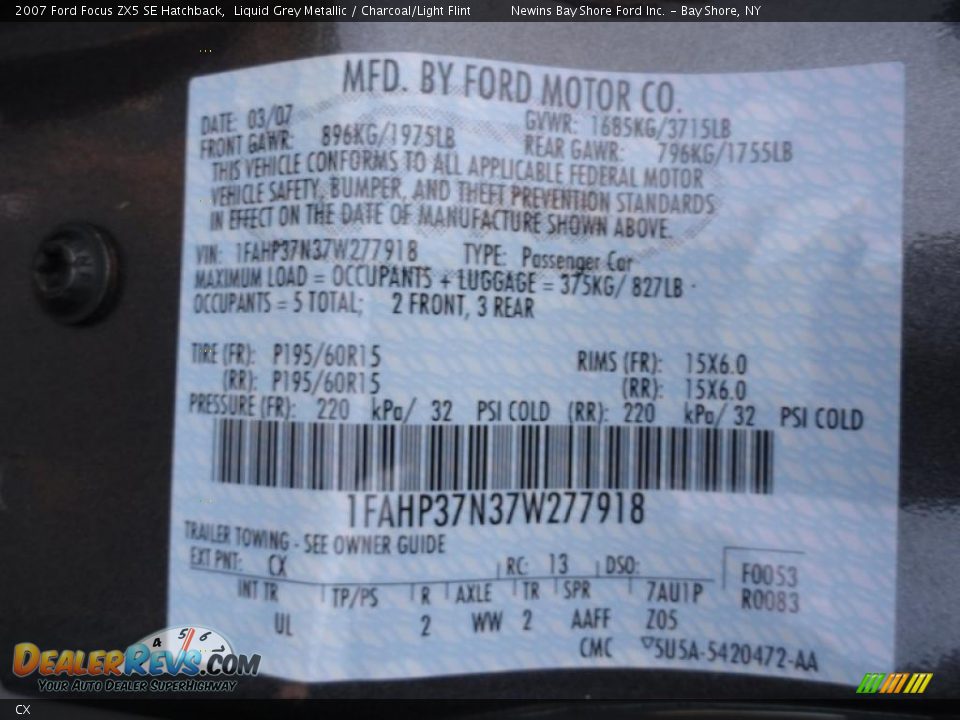 2007 Ford Focus ZX5 SE Hatchback,  Liquid Grey Metallic / Charcoal/Light Flint    Newins Bay Shore Ford Inc. - Bay Shore, NY
MFD. BY FORD MOTOR CO.
DATE: 03/07    GVWR: 1685KG/3715LB
FRONT GAWR: 896KG/1975LB    REAR GAWR: 796KG/1755LB
THIS VEHICLE CONFORMS TO ALL APPLICABLE FEDERAL MOTOR
VEHICLE SAFETY, BUMPER, AND THEFT PREVENTION STANDARDS
IN EFFECT ON THE DATE OF MANUFACTURE SHOWN ABOVE.
VIN: 1FAHP37N37W277918    TYPE: Passenger Car
MAXIMUM LOAD = OCCUPANTS + LUGGAGE = 375KG/ 827LB
OCCUPANTS = 5 TOTAL; 2 FRONT, 3 REAR
TIRE (FR): P195/60R15    RIMS (FR): 15X6.0
(RR): P195/60R15    (RR): 15X6.0
PRESSURE (FR): 220 kPa/ 32 PSI COLD (RR): 220 kPa/ 32 PSI COLD
1FAHP37N37W277918
TRAILER TOWING - SEE OWNER GUIDE
EXT PNT: CX    RC: 13    DSO:    F0053
INT TR    TP/PS    R    AXLE    TR    SPR    7AU1P    R0083
UL    2    WW    2    AAFF    Z05
CMC    ▽5U5A-5420472-AA
4 5 6
DEALERREVS.COM
YOUR AUTO DEALER SUPERHIGHWAY
CX